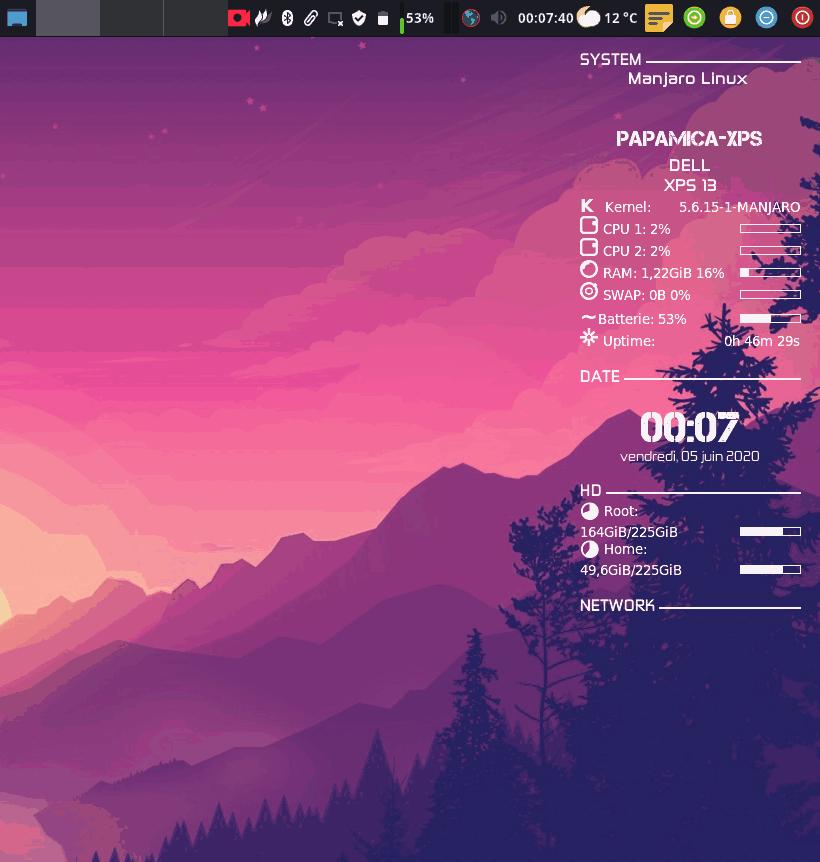 53% 00:07:40 12 °C
SYSTEM
Manjaro Linux
PAPAMICA-XPS
DELL
XPS 13
K Kernel: 5.6.15-1-MANJARO
CPU 1: 2%
CPU 2: 2%
RAM: 1,22GiB 16%
SWAP: 0B 0%
~Batterie: 53%
Uptime: 0h 46m 29s
DATE
00:07
vendredi, 05 juin 2020
HD
Root:
164GiB/225GiB
Home:
49,6GiB/225GiB
NETWORK